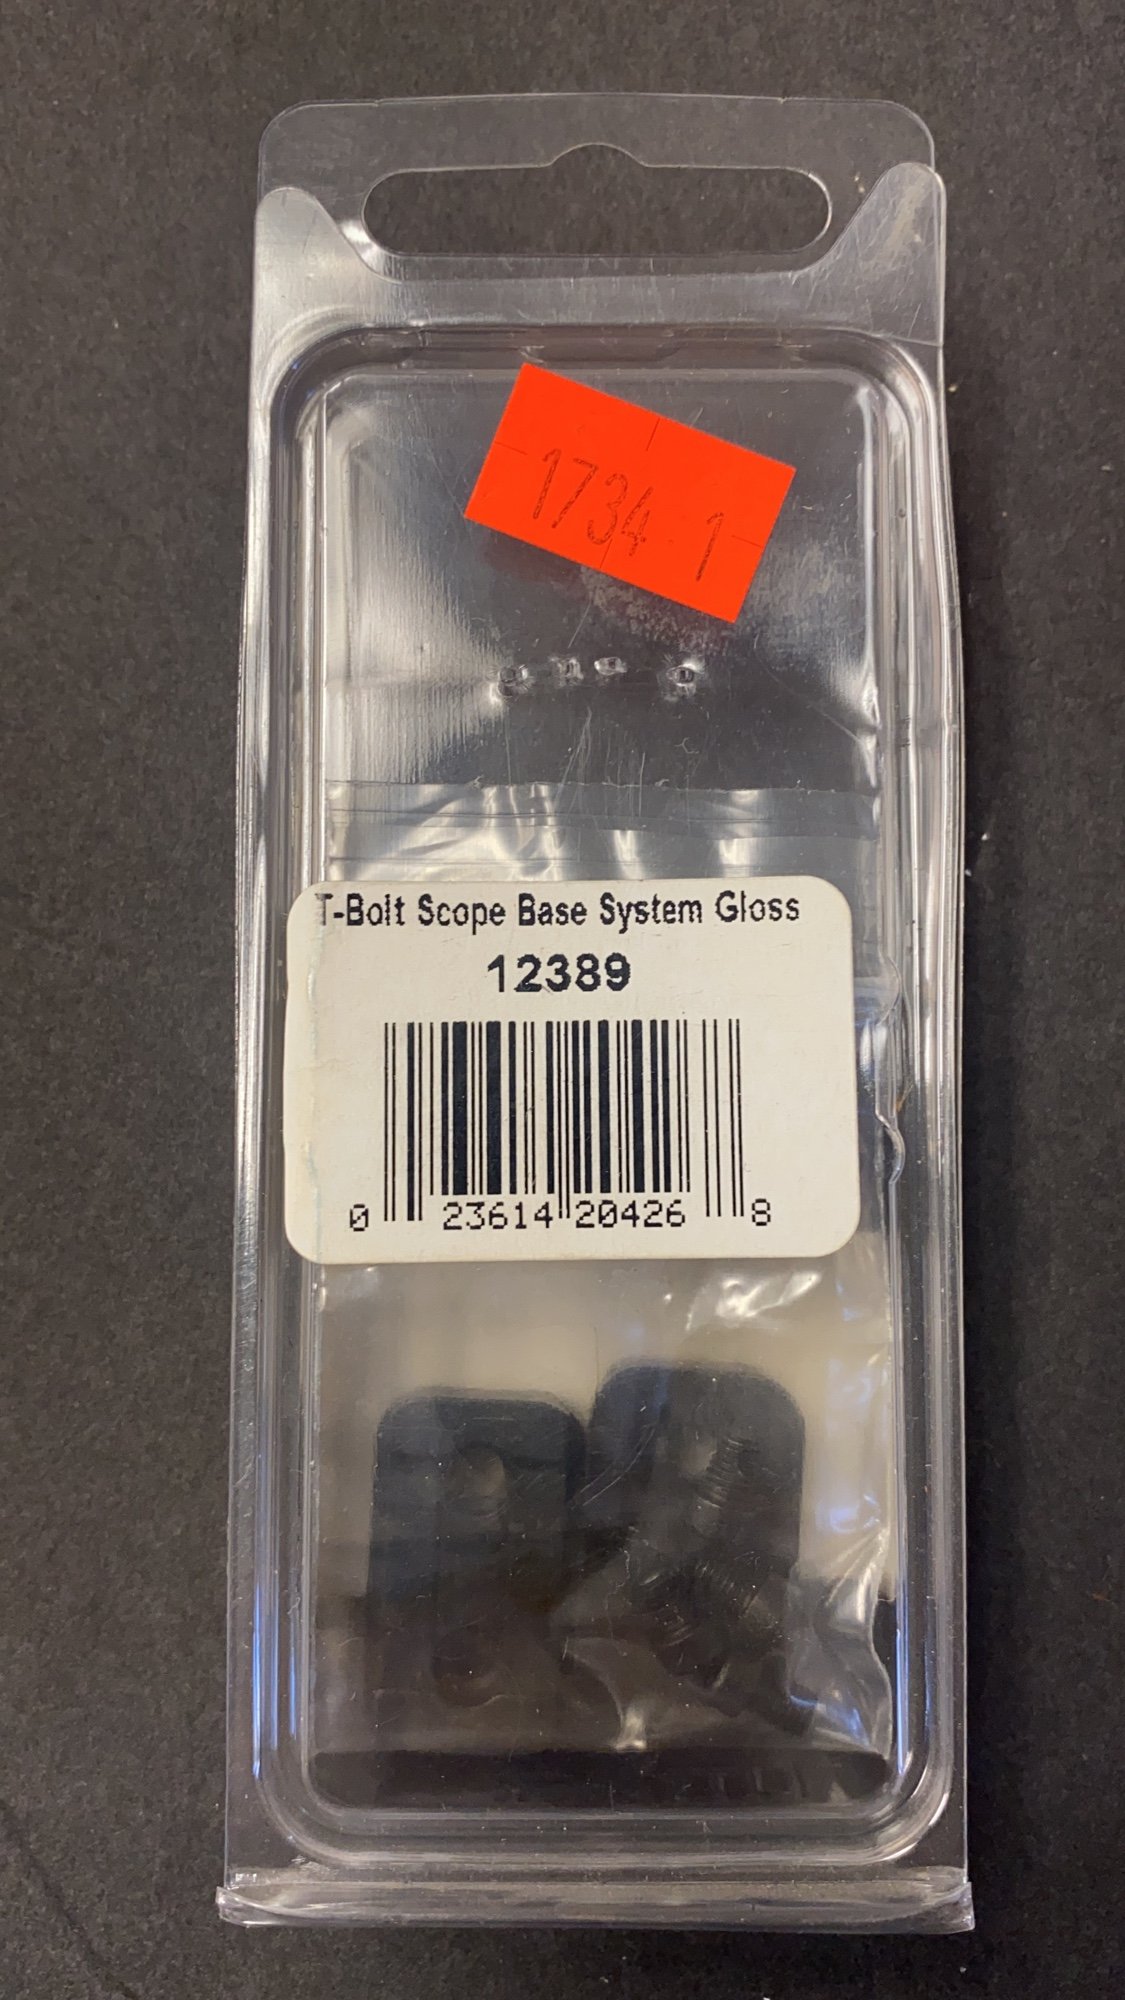 1734 1
T-Bolt Scope Base System Gloss
12389
0 23614 20426 8